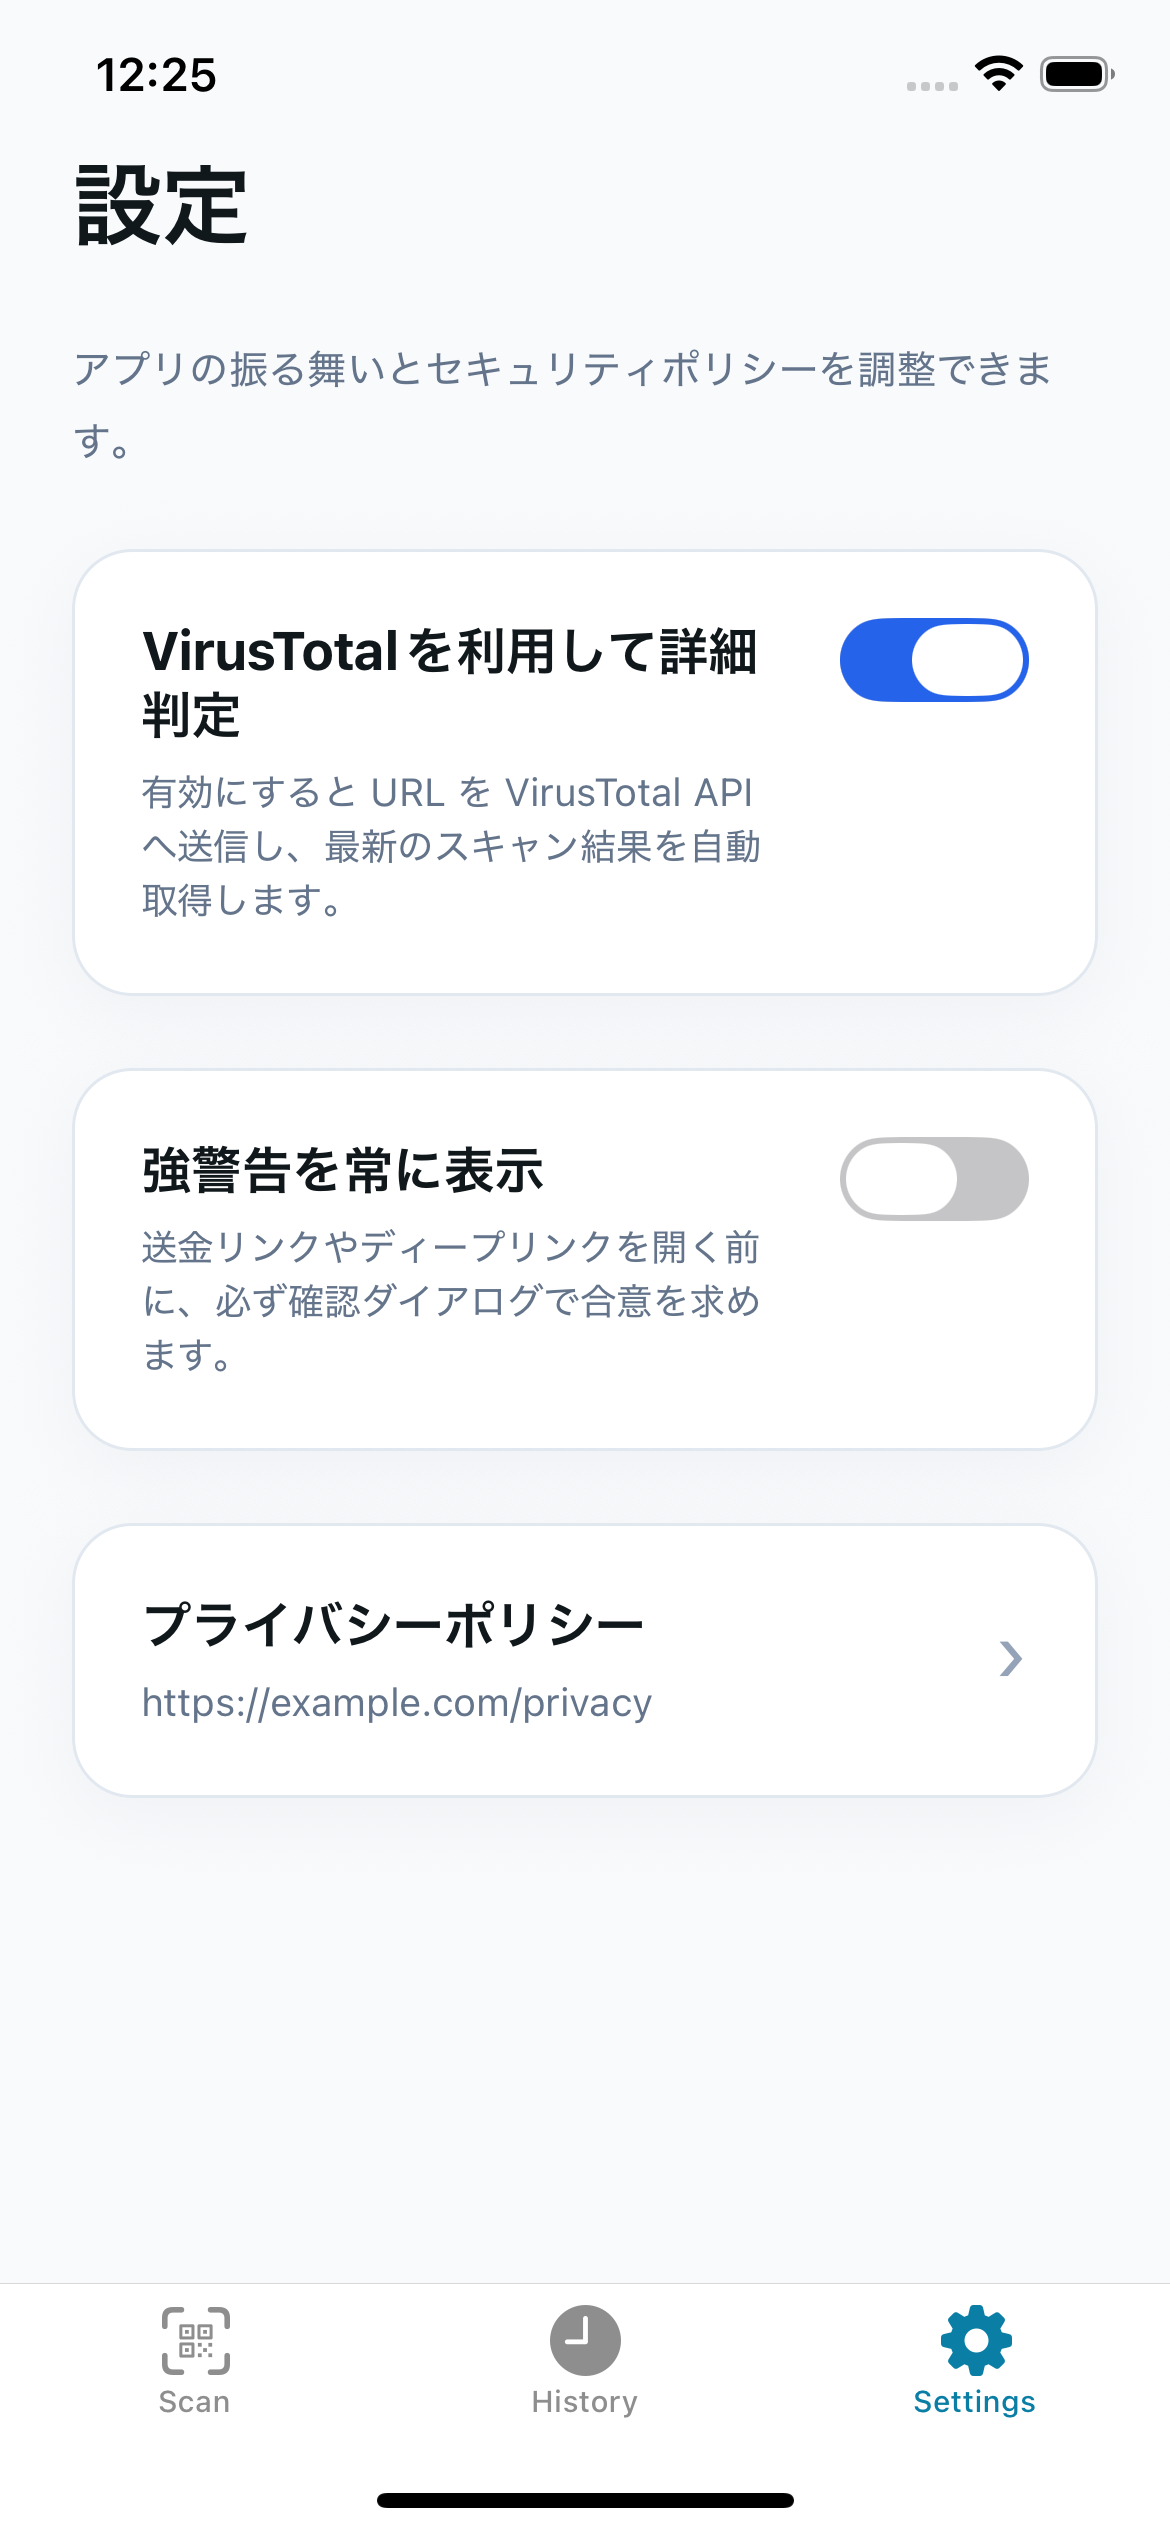 12:25
設定
アプリの振る舞いとセキュリティポリシーを調整できま
す。
VirusTotalを利用して詳細
判定
有効にすると URL を VirusTotal API
へ送信し、最新のスキャン結果を自動
取得します。
強警告を常に表示
送金リンクやディープリンクを開く前
に、必ず確認ダイアログで合意を求め
ます。
プライバシーポリシー
https://example.com/privacy
Scan
History
Settings